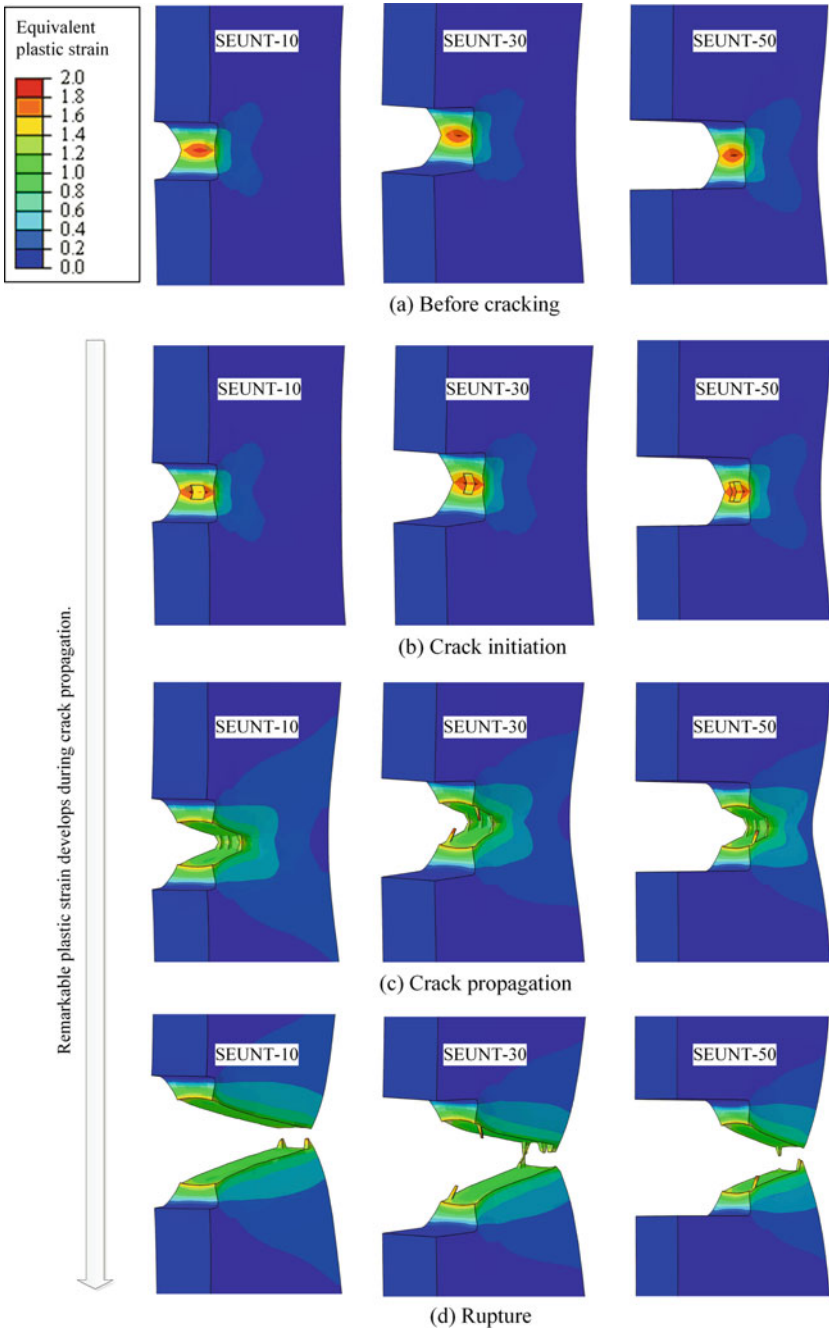 Equivalent
plastic strain
2.0
1.8
1.6
1.4
1.2
1.0
0.8
0.6
0.4
0.2
0.0
SEUNT-10
SEUNT-30
SEUNT-50
(a) Before cracking
SEUNT-10
SEUNT-30
SEUNT-50
(b) Crack initiation
Remarkable plastic strain develops during crack propagation.
SEUNT-10
SEUNT-30
SEUNT-50
(c) Crack propagation
SEUNT-10
SEUNT-30
SEUNT-50
(d) Rupture